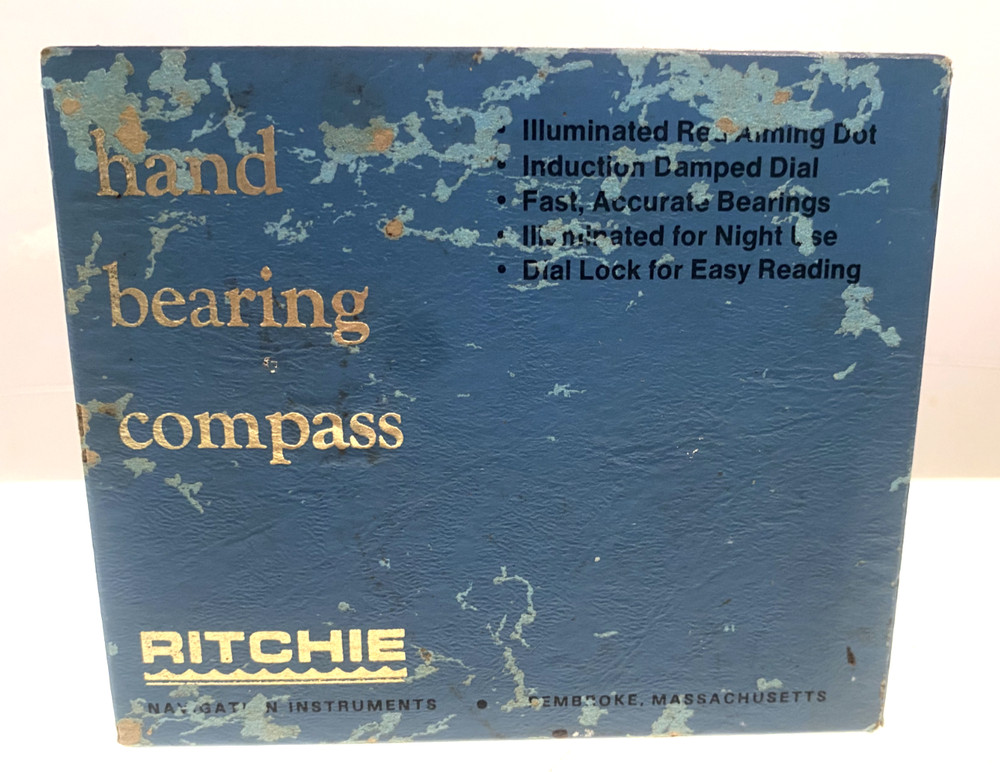 hand
bearing
compass
• Illuminated Red Aiming Dot
• Induction Damped Dial
• Fast, Accurate Bearings
• Illuminated for Night Use
• Dial Lock for Easy Reading
RITCHIE
NAVIGATION INSTRUMENTS • PEMBROKE, MASSACHUSETTS